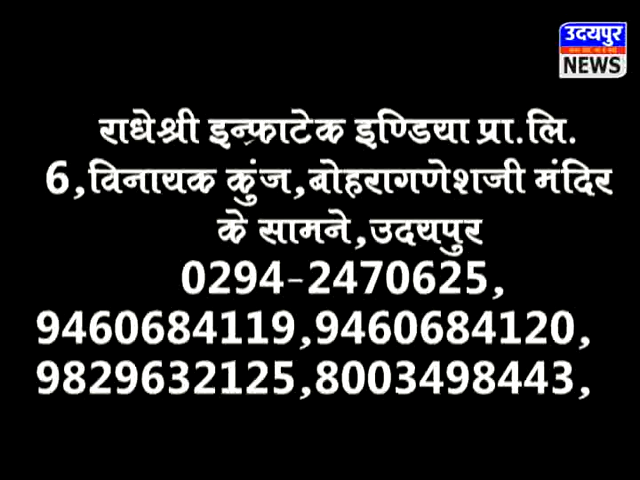 उदयपुर
NEWS
राधेश्री इन्फ्राटेक इण्डिया प्रा.लि.
6,विनायक कुंज,बोहरागणेशजी मंदिर
के सामने,उदयपुर
0294-2470625,
9460684119,9460684120,
9829632125,8003498443,